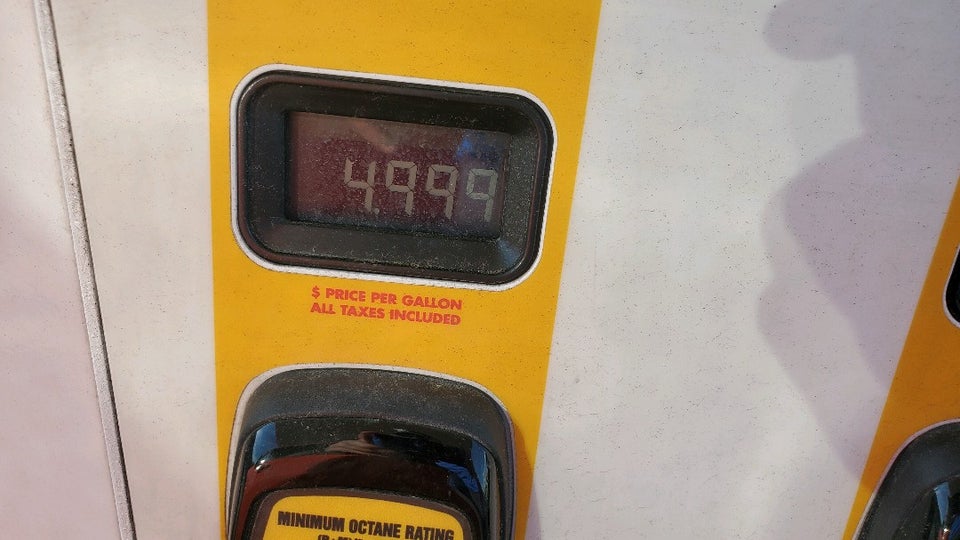 4.999
$ PRICE PER GALLON
ALL TAXES INCLUDED
MINIMUM OCTANE RATING